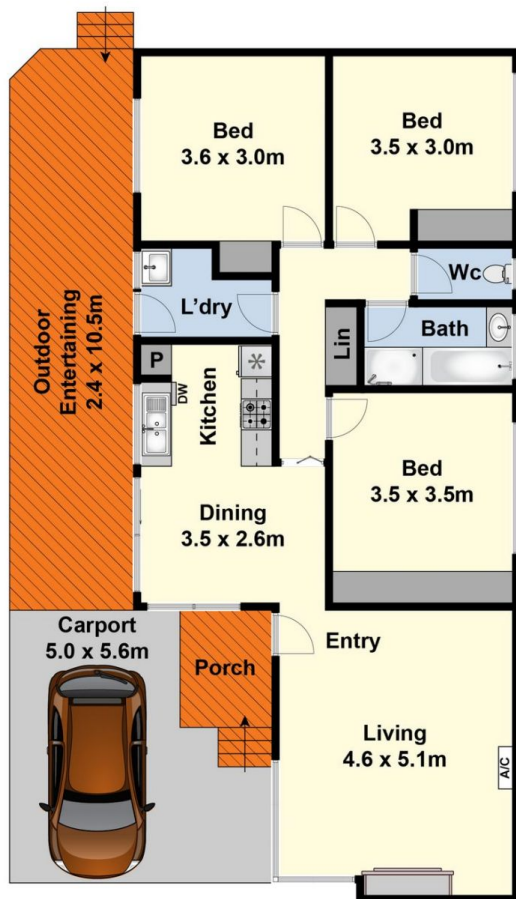 Bed
3.6 x 3.0m
Bed
3.5 x 3.0m
Wc
L'dry
Bath
Lin
Outdoor
Entertaining
2.4 x 10.5m
P
DW
Kitchen
Bed
3.5 x 3.5m
Dining
3.5 x 2.6m
Carport
5.0 x 5.6m
Porch
Entry
Living
4.6 x 5.1m
A/C